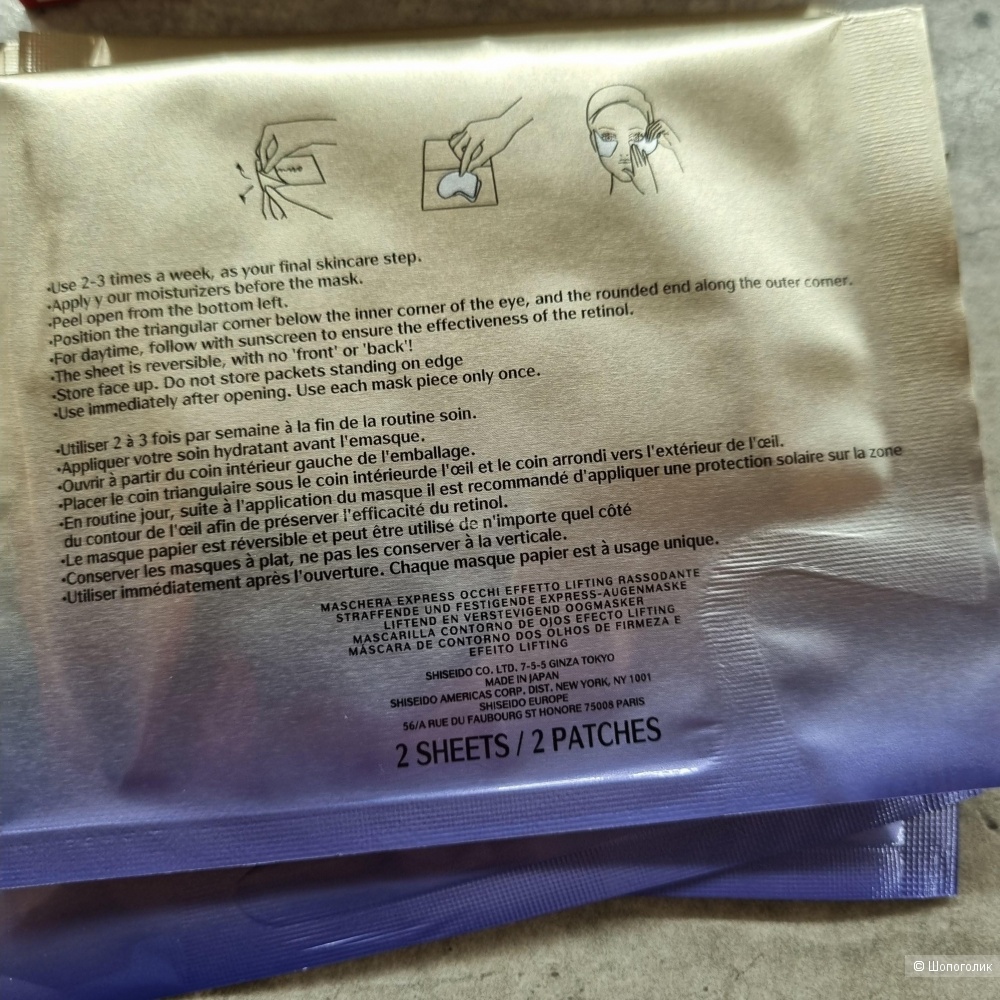 •Use 2-3 times a week, as your final skincare step.
•Apply y our moisturizers before the mask.
•Peel open from the bottom left.
•Position the triangular corner below the inner corner of the eye, and the rounded end along the outer corner.
•For daytime, follow with sunscreen to ensure the effectiveness of the retinol.
•The sheet is reversible, with no 'front' or 'back'!
•Store face up. Do not store packets standing on edge
•Use immediately after opening. Use each mask piece only once.
•Utiliser 2 à 3 fois par semaine à la fin de la routine soin.
•Appliquer votre soin hydratant avant l'emasque.
•Ouvrir à partir du coin intérieur gauche de l'emballage.
•Placer le coin triangulaire sous le coin intérieurde l'œil et le coin arrondi vers l'extérieur de l'œil.
•En routine jour, suite à l'application du masque il est recommandé d'appliquer une protection solaire sur la zone
du contour de l'œil afin de préserver l'efficacité du retinol.
•Le masque papier est réversible et peut être utilisé de n'importe quel côté
•Conserver les masques à plat, ne pas les conserver à la verticale.
•Utiliser immédiatement après l'ouverture. Chaque masque papier est à usage unique.
MASCHERA EXPRESS OCCHI EFFETTO LIFTING RASSODANTE
STRAFFENDE UND FESTIGENDE EXPRESS-AUGENMASKE
LIFTEND EN VERSTEVIGEND OOGMASKER
MASCARILLA CONTORNO DE OJOS EFECTO LIFTING
MÁSCARA DE CONTORNO DOS OLHOS DE FIRMEZA E
EFEITO LIFTING
SHISEIDO CO. LTD. 7-5-5 GINZA TOKYO
MADE IN JAPAN
SHISEIDO AMERICAS CORP. DIST. NEW YORK, NY 1001
SHISEIDO EUROPE
56/A RUE DU FAUBOURG ST HONORE 75008 PARIS
2 SHEETS / 2 PATCHES
© Шопоголик